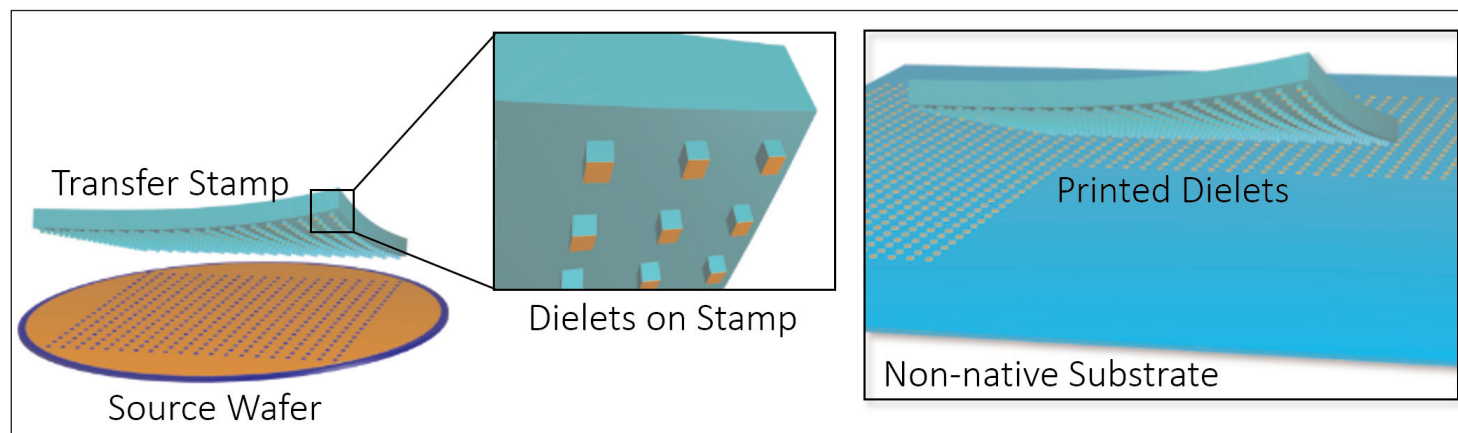 Transfer Stamp
Source Wafer
Dielets on Stamp
Printed Dielets
Non-native Substrate